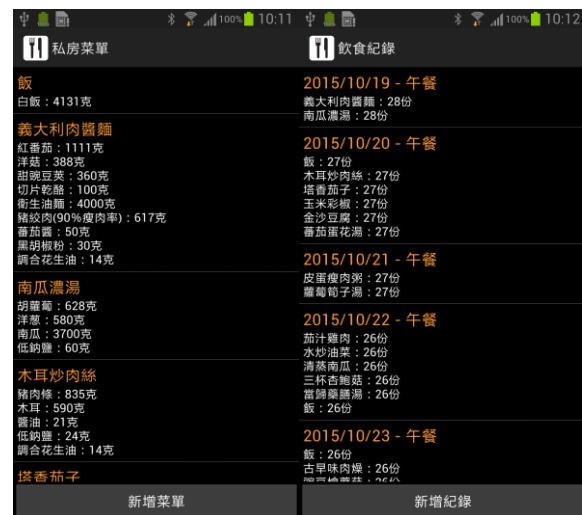 100% 10:11
私房菜單
飯
白飯：4131克
義大利肉醬麵
紅番茄：1111克
洋菇：388克
甜豌豆莢：360克
切片乾酪：100克
衛生油麵：4000克
豬絞肉(90%瘦肉率)：617克
蕃茄醬：50克
黑胡椒粉：30克
調合花生油：14克
南瓜濃湯
胡蘿蔔：628克
洋蔥：580克
南瓜：3700克
低鈉鹽：60克
木耳炒肉絲
豬肉條：835克
木耳：590克
醬油：21克
低鈉鹽：24克
調合花生油：14克
塔香茄子
新增菜單
100% 10:12
飲食紀錄
2015/10/19 - 午餐
義大利肉醬麵：28份
南瓜濃湯：28份
2015/10/20 - 午餐
飯：27份
木耳炒肉絲：27份
塔香茄子：27份
玉米彩椒：27份
金沙豆腐：27份
蕃茄蛋花湯：27份
2015/10/21 - 午餐
皮蛋瘦肉粥：27份
蘿蔔筍子湯：27份
2015/10/22 - 午餐
茄汁雞肉：26份
水炒油菜：26份
清蒸南瓜：26份
三杯杏鮑菇：26份
當歸藥膳湯：26份
飯：26份
2015/10/23 - 午餐
飯：26份
古早味肉燥：26份
新增紀錄